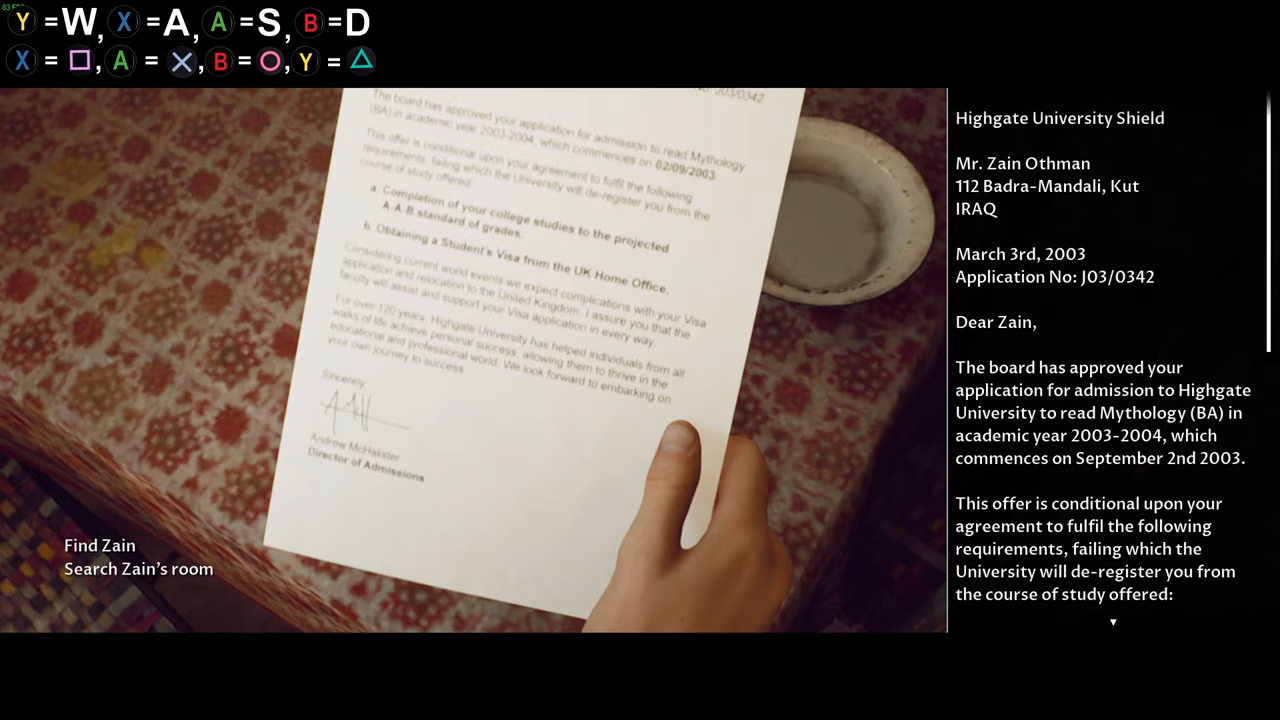 83 FPS
Y = W, X = A, A = S, B = D
X = □, A = ✕, B = ○, Y = △
No: J03/0342
The board has approved your application for admission to read Mythology
(BA) in academic year 2003-2004, which commences on 02/09/2003.
This offer is conditional upon your agreement to fulfil the following
requirements, failing which the University will de-register you from the
course of study offered:
a. Completion of your college studies to the projected
A-A-B standard of grades.
b. Obtaining a Student's Visa from the UK Home Office.
Considering current world events we expect complications with your Visa
application and relocation to the United Kingdom. I assure you that the
faculty will assist and support your Visa application in every way.
For over 120 years, Highgate University has helped individuals from all
walks of life achieve personal success, allowing them to thrive in the
educational and professional world. We look forward to embarking on
your own journey to success.
Sincerely,
Andrew McHalister
Director of Admissions
Find Zain
Search Zain's room
Highgate University Shield
Mr. Zain Othman
112 Badra-Mandali, Kut
IRAQ
March 3rd, 2003
Application No: J03/0342
Dear Zain,
The board has approved your
application for admission to Highgate
University to read Mythology (BA) in
academic year 2003-2004, which
commences on September 2nd 2003.
This offer is conditional upon your
agreement to fulfil the following
requirements, failing which the
University will de-register you from
the course of study offered: